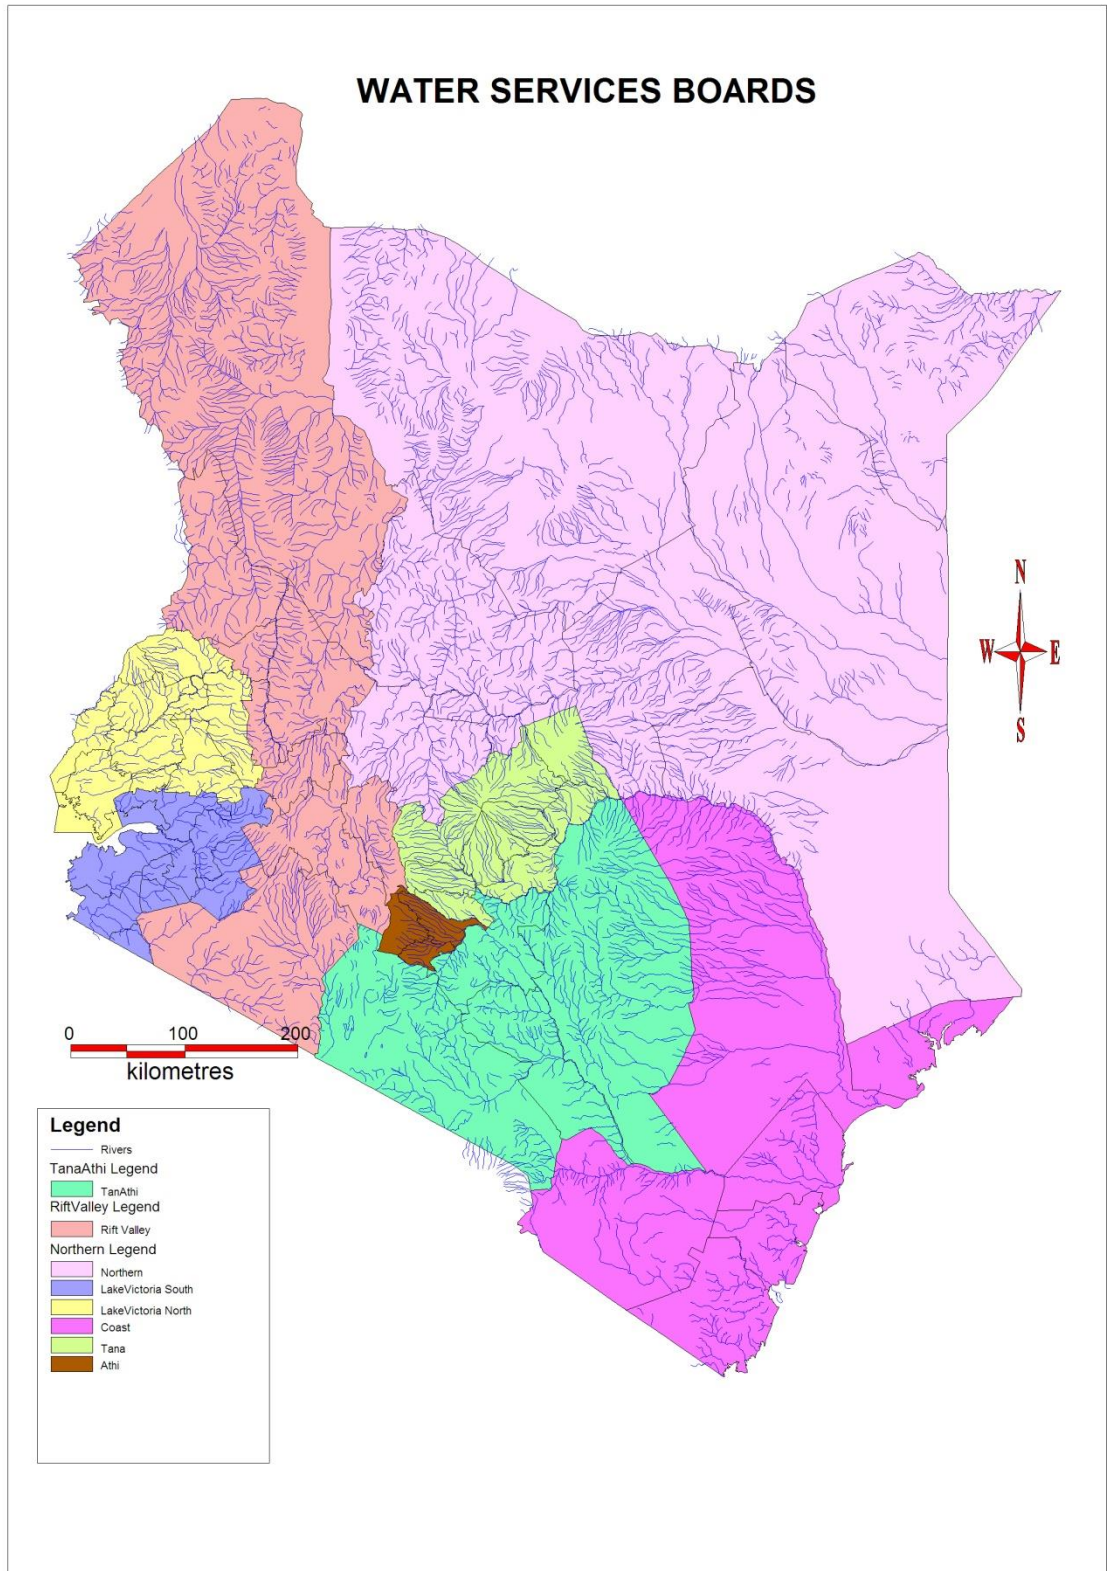 WATER SERVICES BOARDS
N
W E
S
0 100 200
kilometres
Legend
Rivers
TanaAthi Legend
TanAthi
RiftValley Legend
Rift Valley
Northern Legend
Northern
LakeVictoria South
LakeVictoria North
Coast
Tana
Athi